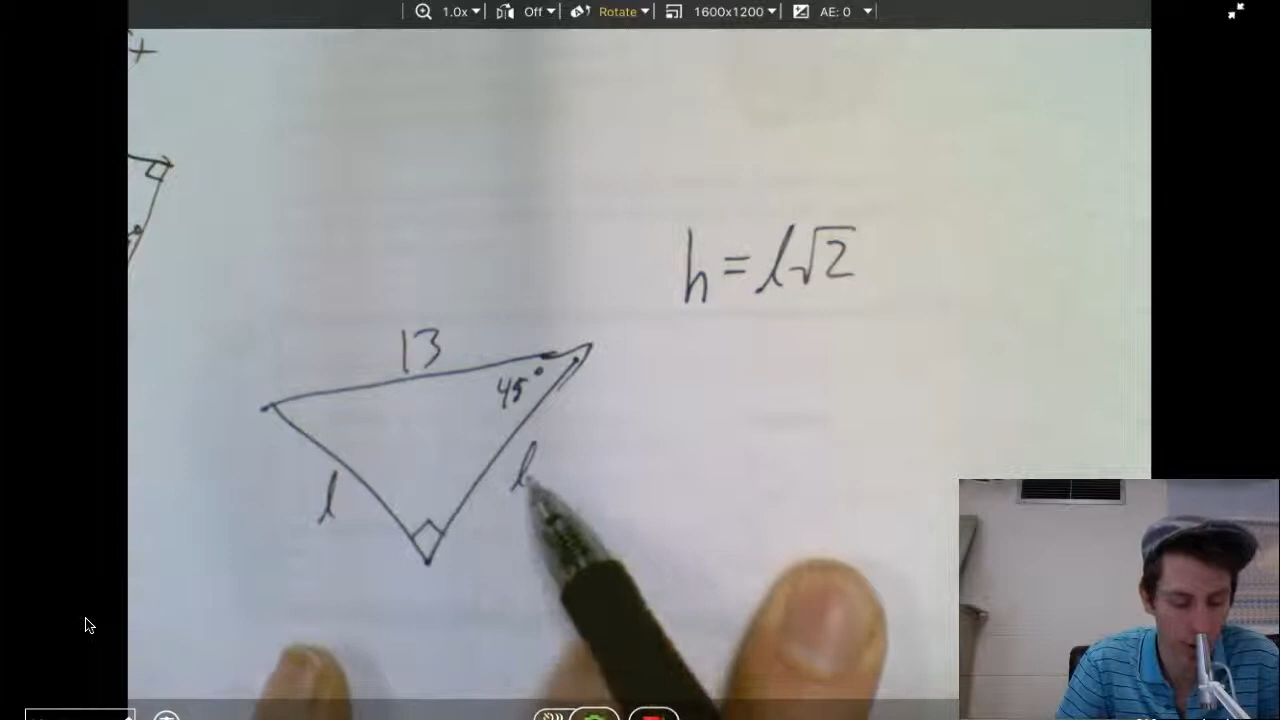 1.0x
Off
Rotate
1600x1200
AE: 0
+
h = l√2
13
45°
l
l